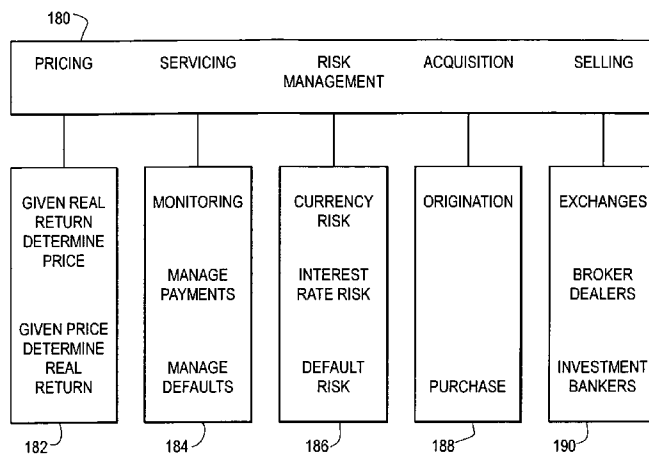 180
PRICING
SERVICING
RISK
MANAGEMENT
ACQUISITION
SELLING
GIVEN REAL
RETURN
DETERMINE
PRICE
GIVEN PRICE
DETERMINE
REAL
RETURN
182
MONITORING
MANAGE
PAYMENTS
MANAGE
DEFAULTS
184
CURRENCY
RISK
INTEREST
RATE RISK
DEFAULT
RISK
186
ORIGINATION
PURCHASE
188
EXCHANGES
BROKER
DEALERS
INVESTMENT
BANKERS
190